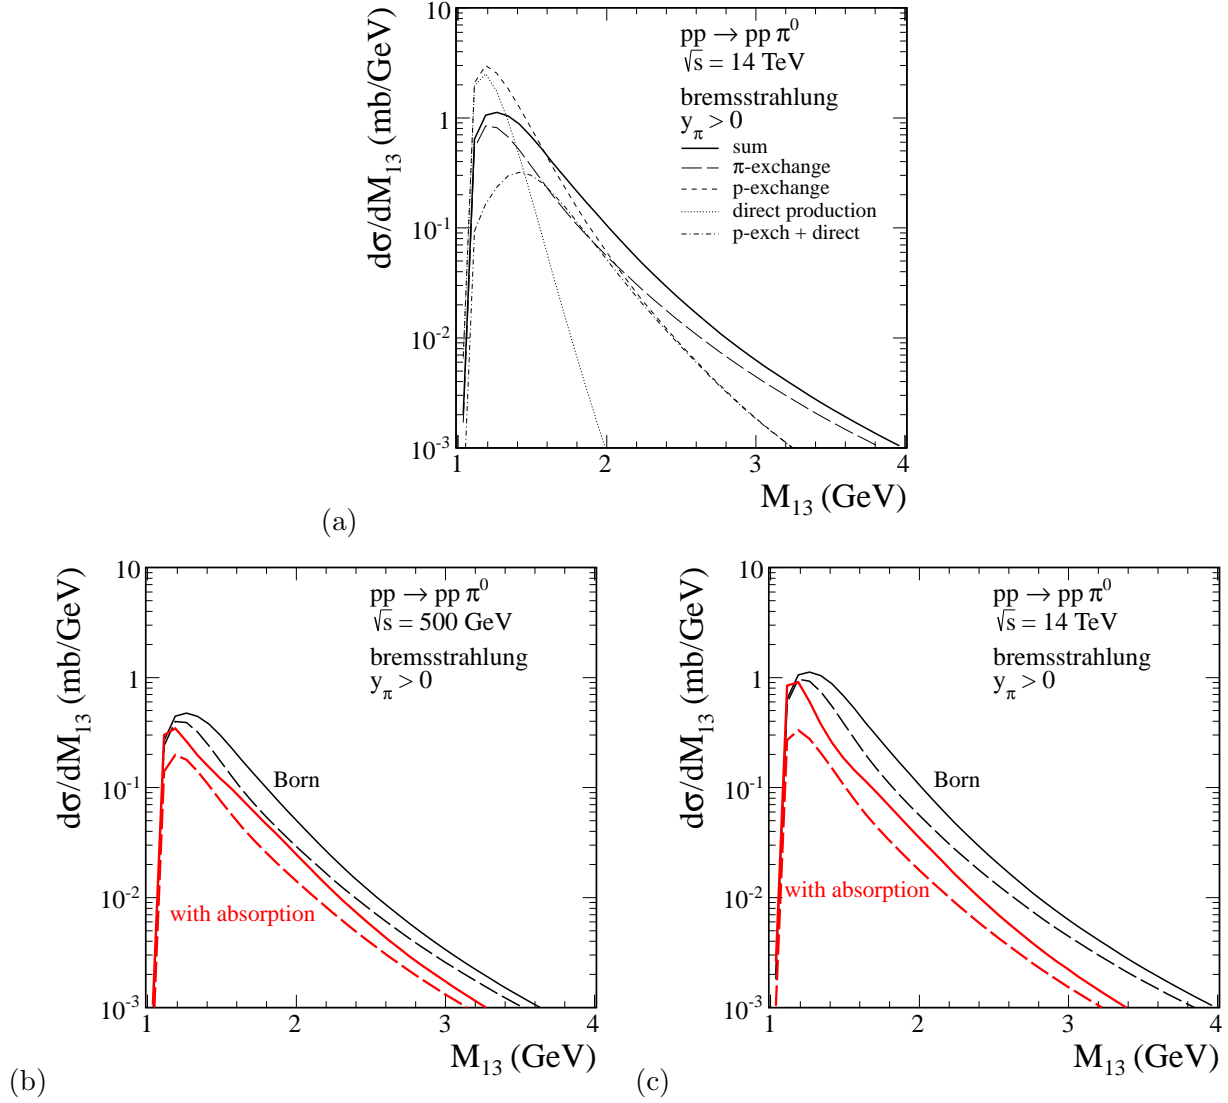 dσ/dM₁₃ (mb/GeV)
10
1
10⁻¹
10⁻²
10⁻³
pp → pp π⁰
√s = 14 TeV
bremsstrahlung
y_π > 0
sum
π-exchange
p-exchange
direct production
p-exch + direct
1 2 3 4
M₁₃ (GeV)
(a)
dσ/dM₁₃ (mb/GeV)
10
1
10⁻¹
10⁻²
10⁻³
pp → pp π⁰
√s = 500 GeV
bremsstrahlung
y_π > 0
Born
with absorption
1 2 3 4
M₁₃ (GeV)
(b)
dσ/dM₁₃ (mb/GeV)
10
1
10⁻¹
10⁻²
10⁻³
pp → pp π⁰
√s = 14 TeV
bremsstrahlung
y_π > 0
Born
with absorption
1 2 3 4
M₁₃ (GeV)
(c)